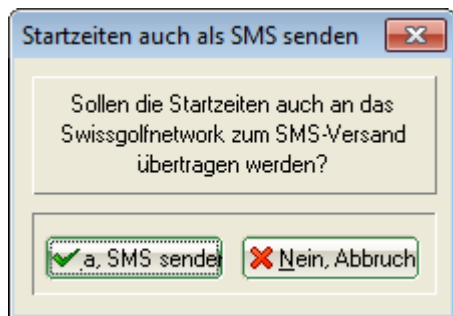 Startzeiten auch als SMS senden
Sollen die Startzeiten auch an das
Swissgolfnetwork zum SMS-Versand
übertragen werden?
a, SMS sende
Nein, Abbruch